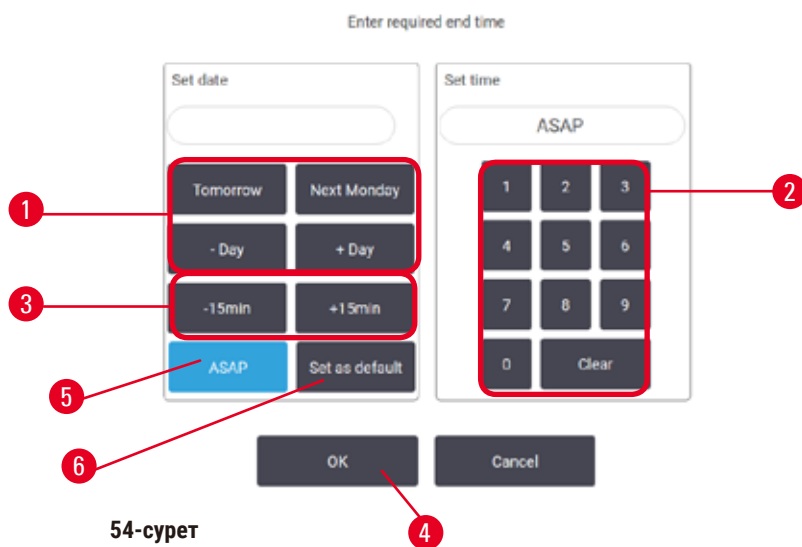 Enter required end time
Set date
Set time
ASAP
Tomorrow
Next Monday
1
2
3
- Day
+ Day
4
5
6
-15min
+15min
7
8
9
ASAP
Set as default
0
Clear
OK
Cancel
1
2
3
5
6
4
54-сурет